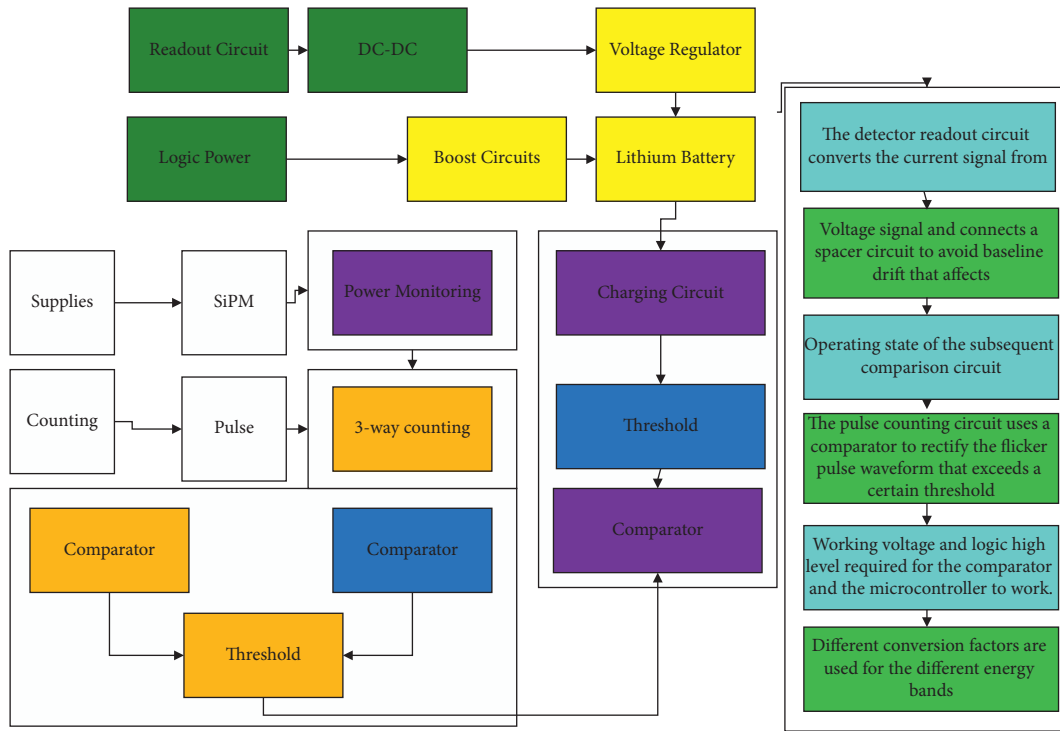 Readout Circuit
DC-DC
Voltage Regulator
Logic Power
Boost Circuits
Lithium Battery
Supplies
SiPM
Power Monitoring
Charging Circuit
Counting
Pulse
3-way counting
Threshold
Comparator
Comparator
Comparator
Threshold
The detector readout circuit
converts the current signal from
Voltage signal and connects a
spacer circuit to avoid baseline
drift that affects
Operating state of the subsequent
comparison circuit
The pulse counting circuit uses a
comparator to rectify the flicker
pulse waveform that exceeds a
certain threshold
Working voltage and logic high
level required for the comparator
and the microcontroller to work.
Different conversion factors are
used for the different energy
bands